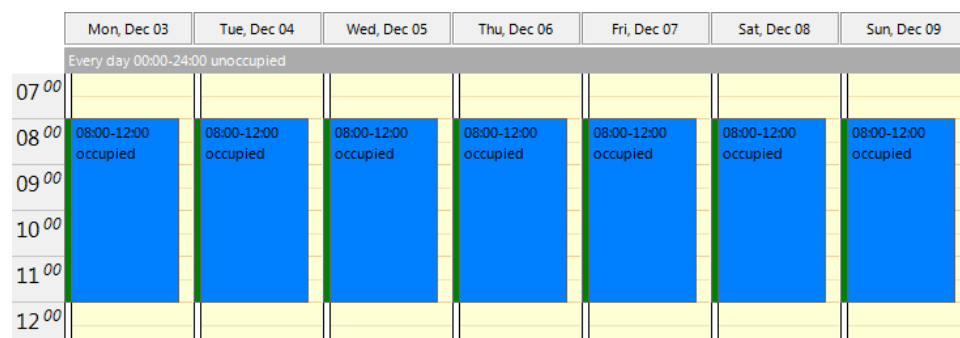 Mon, Dec 03 Tue, Dec 04 Wed, Dec 05 Thu, Dec 06 Fri, Dec 07 Sat, Dec 08 Sun, Dec 09
Every day 00:00-24:00 unoccupied
07 00
08 00 08:00-12:00 08:00-12:00 08:00-12:00 08:00-12:00 08:00-12:00 08:00-12:00 08:00-12:00
occupied occupied occupied occupied occupied occupied occupied
09 00
10 00
11 00
12 00